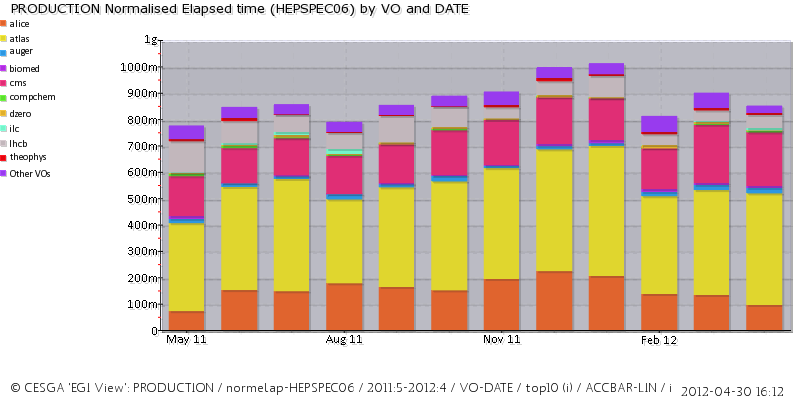 PRODUCTION Normalised Elapsed time (HEPSPEC06) by VO and DATE
alice
atlas
auger
biomed
cms
compchem
dzero
ilc
lhcb
theophys
Other VOs
1g
1000m
900m
800m
700m
600m
500m
400m
300m
200m
100m
0
May 11
Aug 11
Nov 11
Feb 12
© CESGA 'EGI View': PRODUCTION / normelap-HEPSPEC06 / 2011:5-2012:4 / VO-DATE / top10 (i) / ACCBAR-LIN / i
2012-04-30 16:12